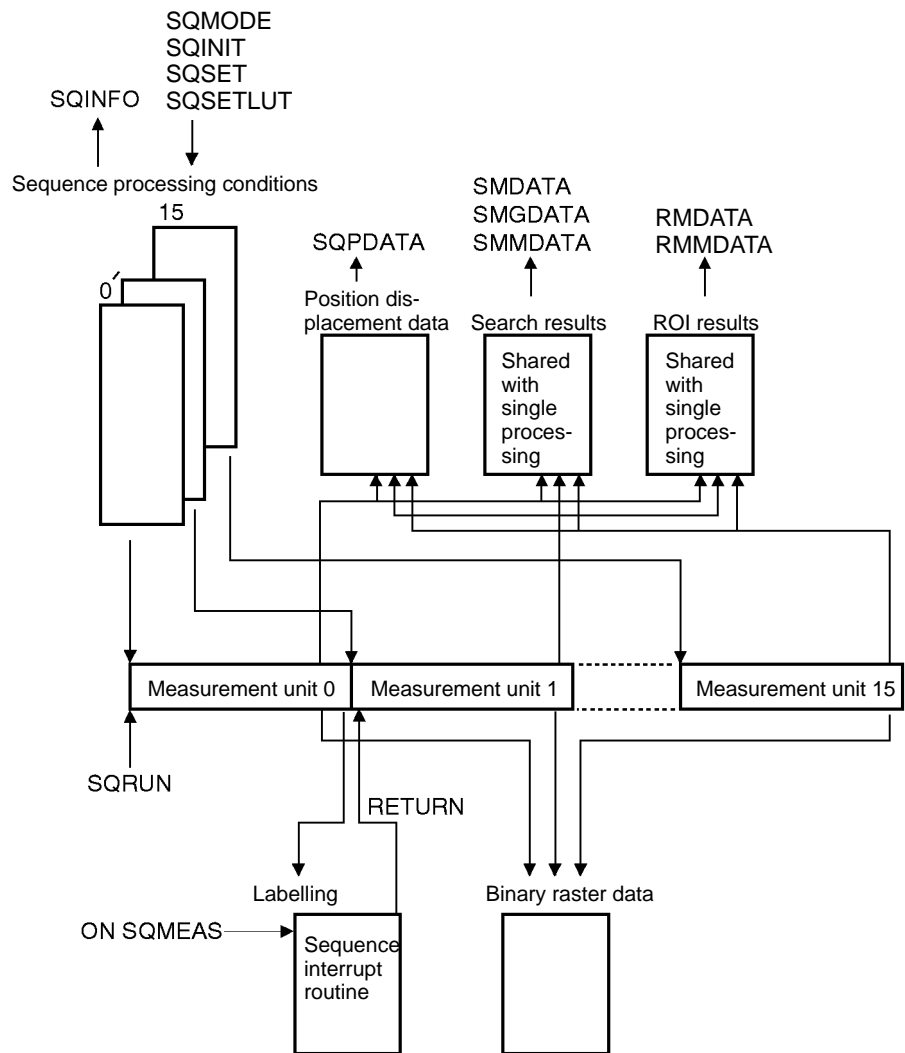 SQMODE
SQINIT
SQSET
SQSETLUT
SQINFO
Sequence processing conditions
15
0´
SMDATA
SMGDATA
SMMDATA
RMDATA
RMMDATA
SQPDATA
Position dis-
placement data
Search results
ROI results
Shared
with
single
proces-
sing
Shared
with
single
proces-
sing
Measurement unit 0
Measurement unit 1
Measurement unit 15
SQRUN
RETURN
Labelling
Binary raster data
ON SQMEAS
Sequence
interrupt
routine